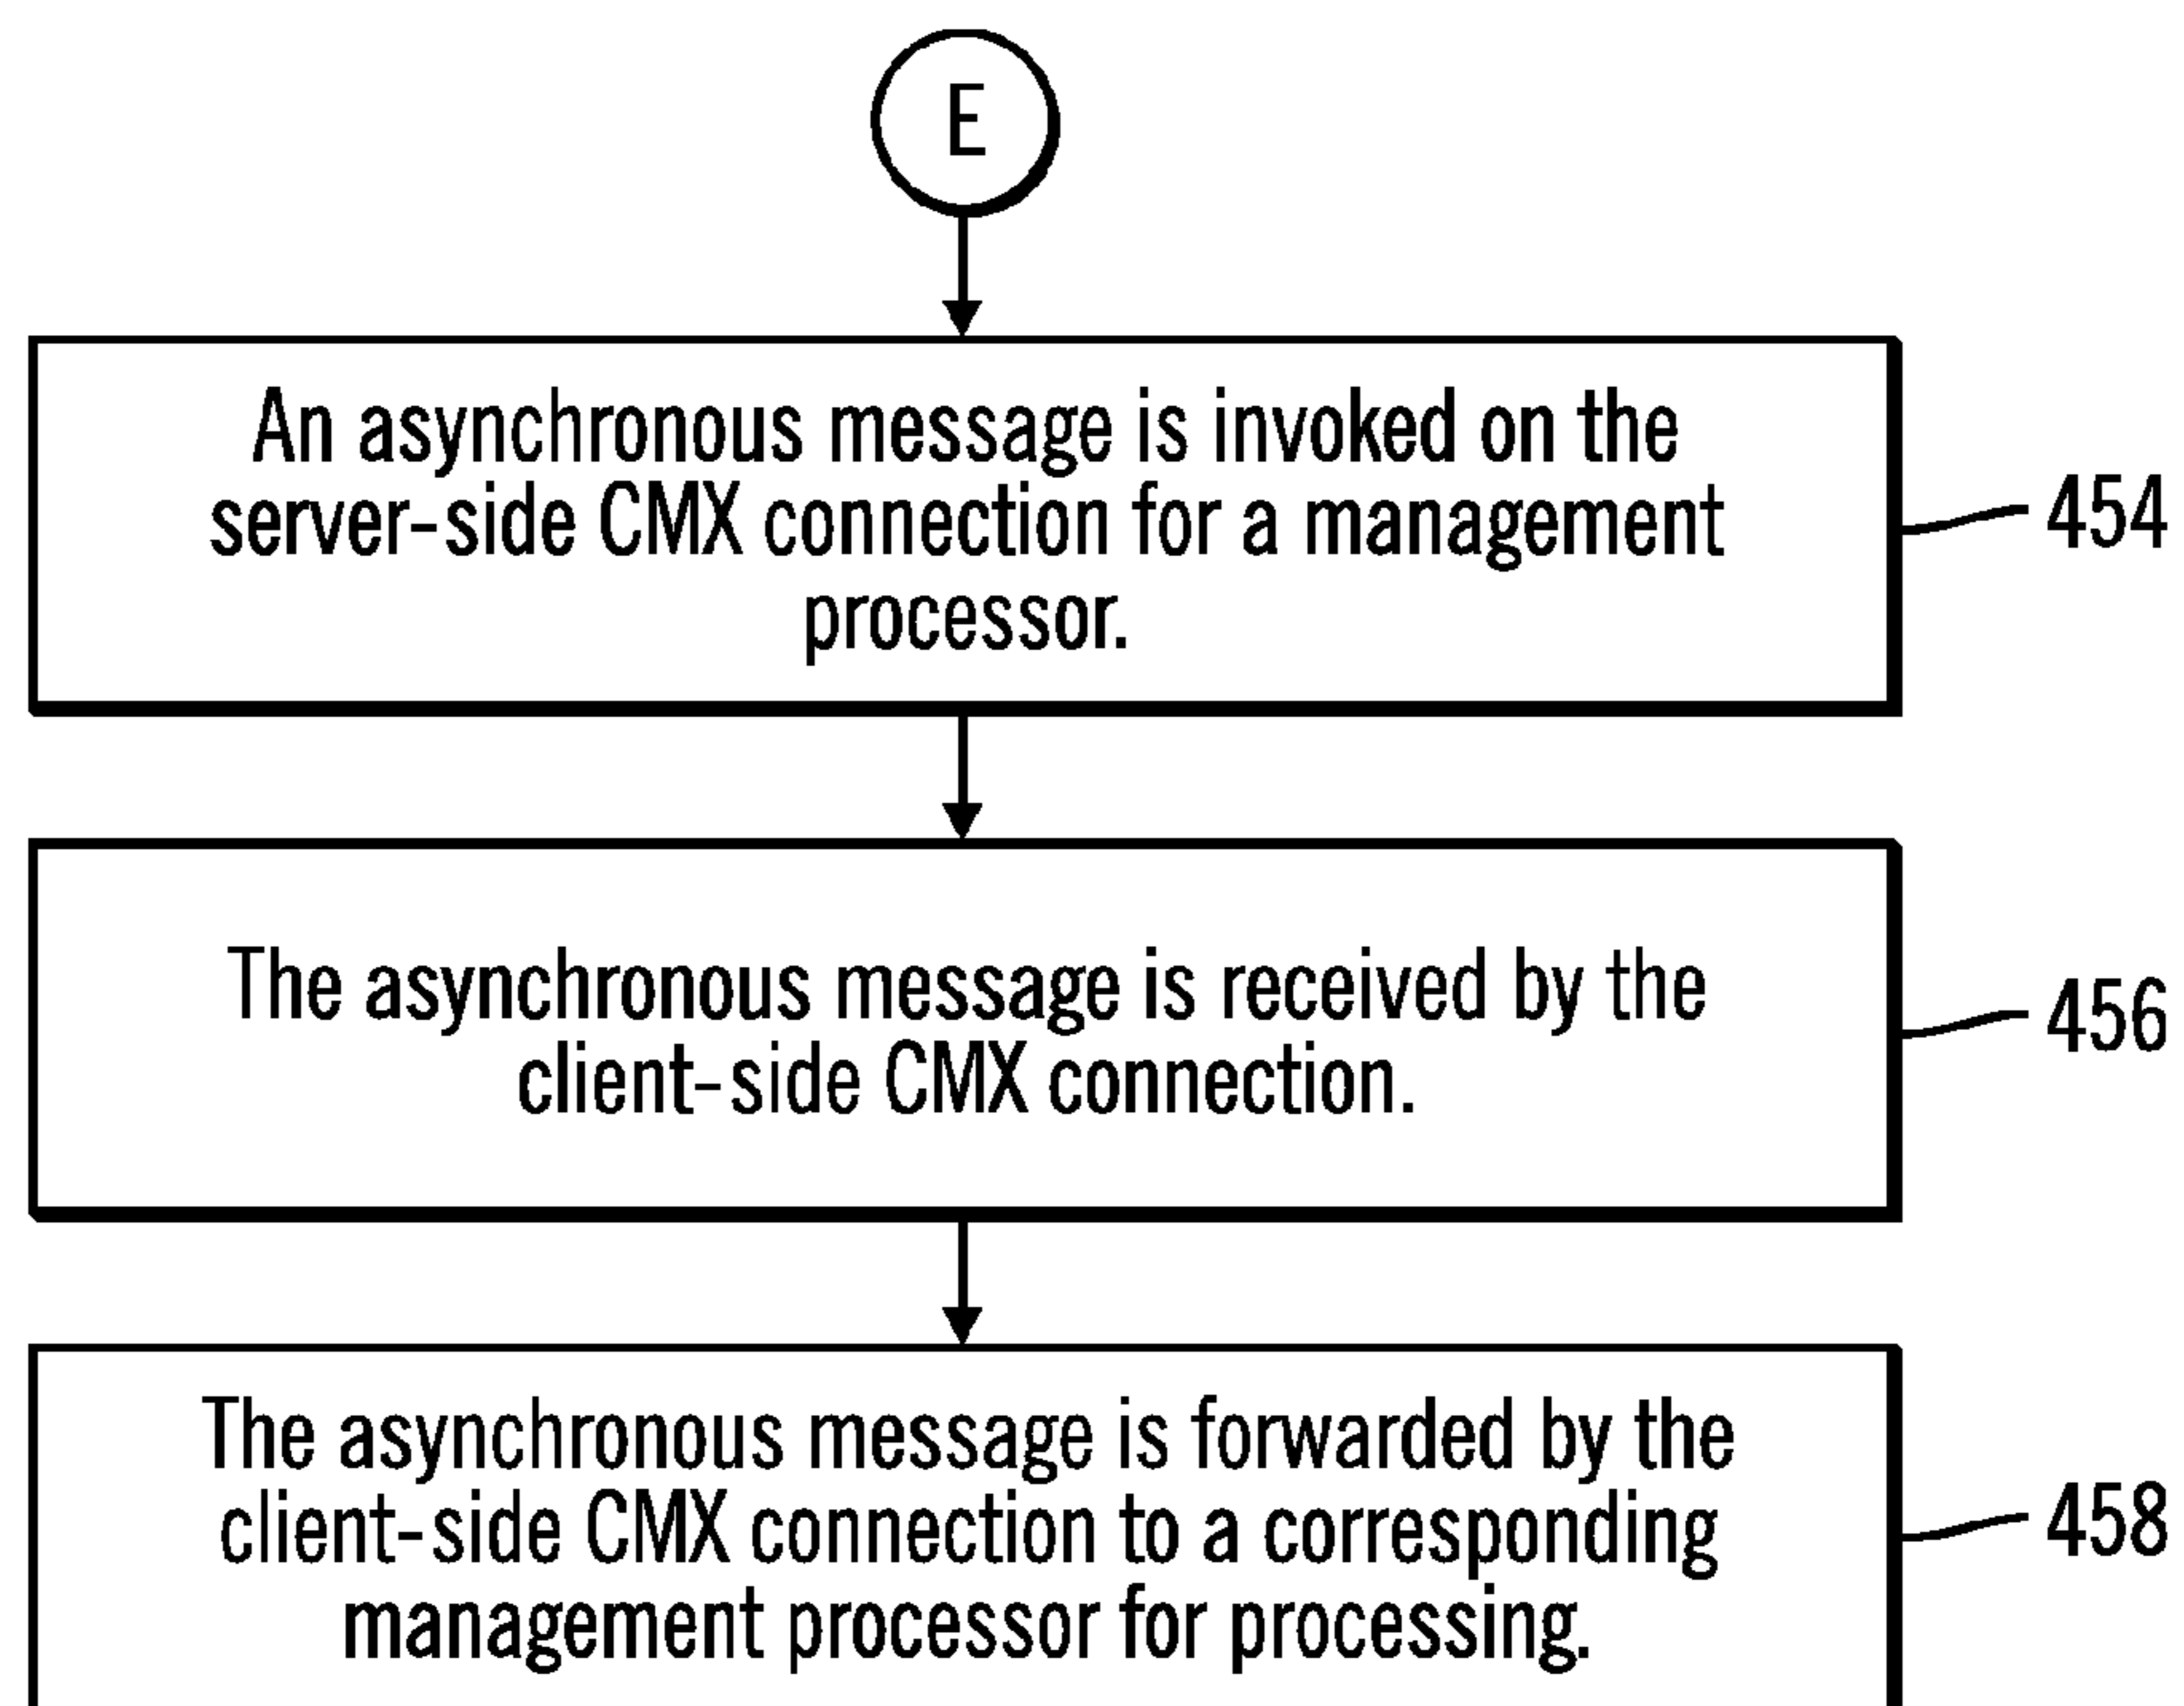 E
An asynchronous message is invoked on the
server-side CMX connection for a management
processor.
454
The asynchronous message is received by the
client-side CMX connection.
456
The asynchronous message is forwarded by the
client-side CMX connection to a corresponding
management processor for processing.
458